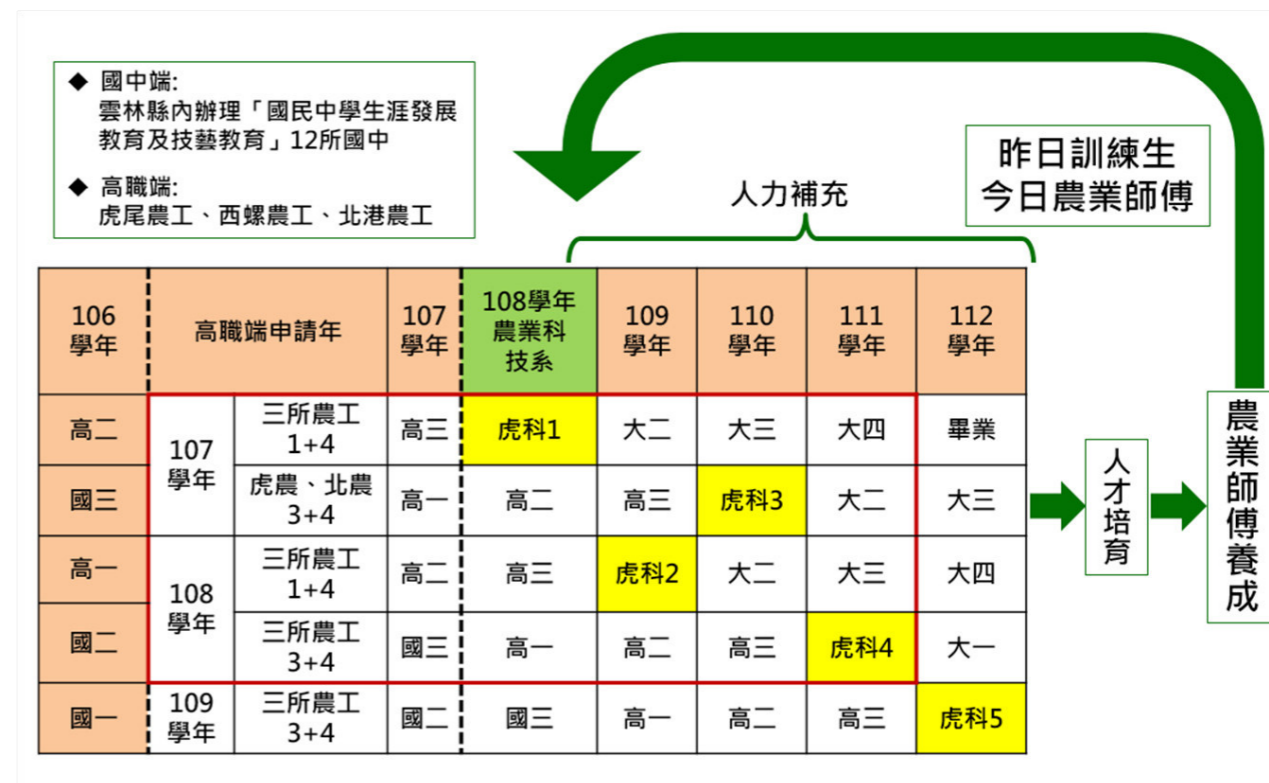 ◆ 國中端:
雲林縣內辦理「國民中學生涯發展
教育及技藝教育」12所國中
◆ 高職端:
虎尾農工、西螺農工、北港農工
昨日訓練生
今日農業師傅
人力補充
106
學年
高職端申請年
107
學年
108學年
農業科
技系
109
學年
110
學年
111
學年
112
學年
高二
107
學年
三所農工
1+4
高三
虎科1
大二
大三
大四
畢業
國三
虎農、北農
3+4
高一
高二
高三
虎科3
大二
大三
高一
108
學年
三所農工
1+4
高二
高三
虎科2
大二
大三
大四
國二
三所農工
3+4
國三
高一
高二
高三
虎科4
大一
國一
109
學年
三所農工
3+4
國二
國三
高一
高二
高三
虎科5
人才培育
農業師傅養成